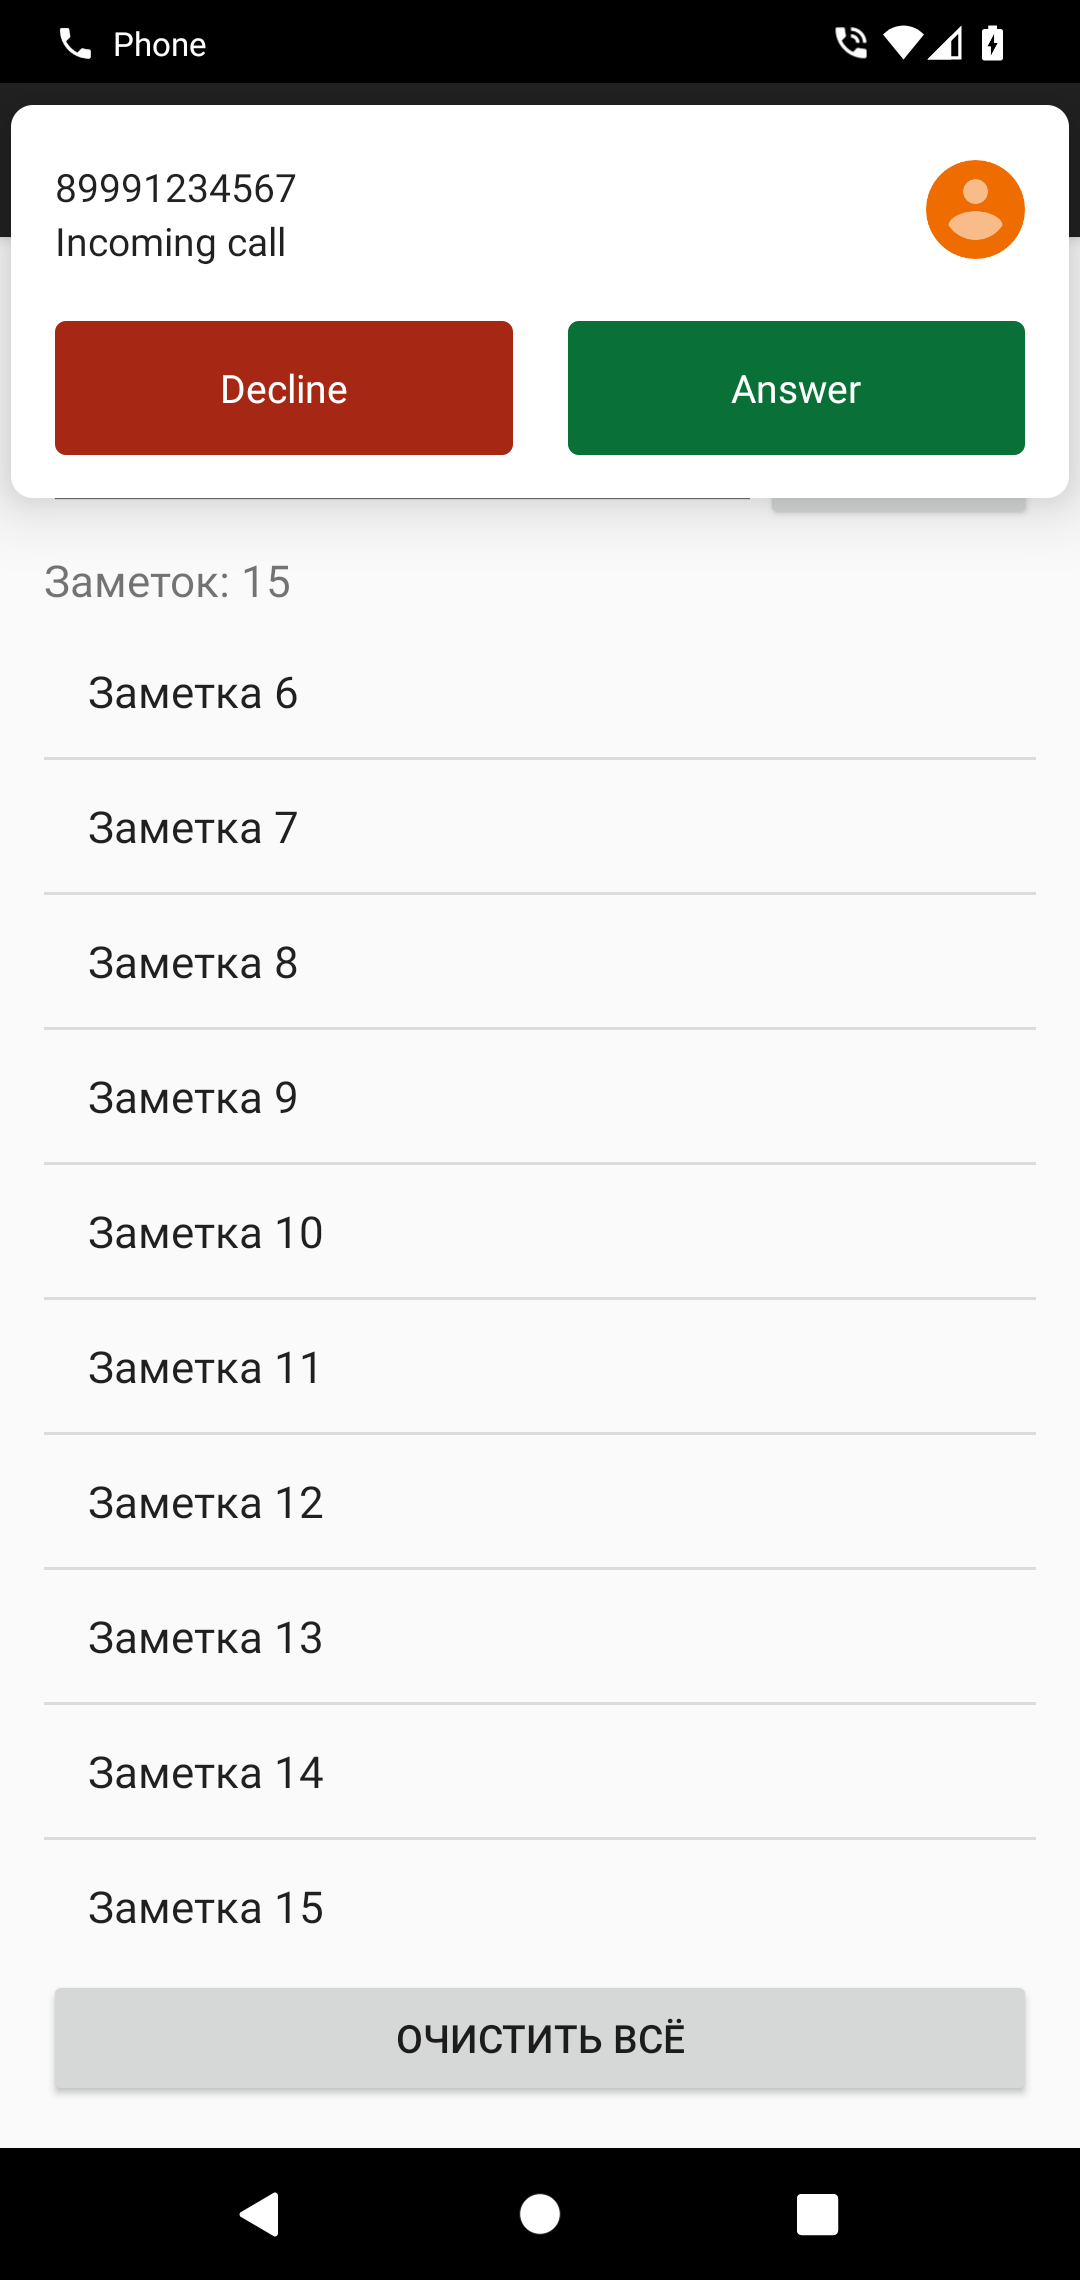 Phone
89991234567
Incoming call
Decline
Answer
Заметок: 15
Заметка 6
Заметка 7
Заметка 8
Заметка 9
Заметка 10
Заметка 11
Заметка 12
Заметка 13
Заметка 14
Заметка 15
ОЧИСТИТЬ ВСЁ